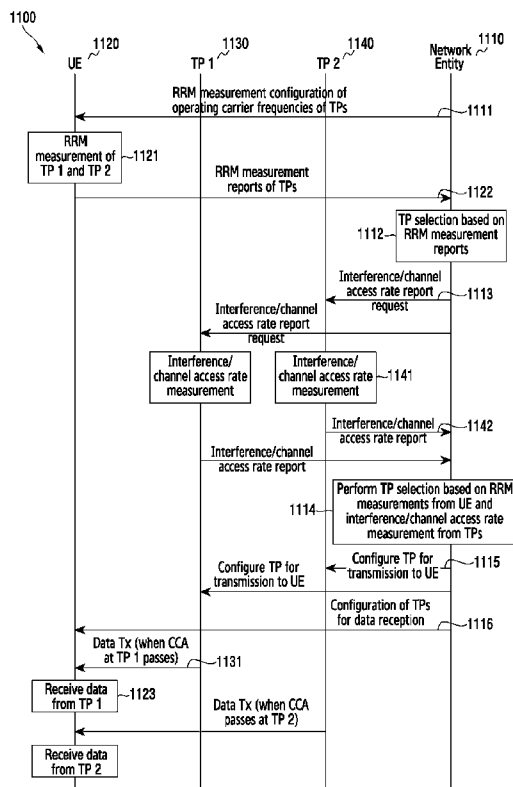 1100
1120
UE
1130
TP 1
1140
TP 2
1110
Network
Entity
RRM measurement configuration of
operating carrier frequencies of TPs
1111
RRM
measurement of
TP 1 and TP 2
1121
RRM measurement
reports of TPs
1122
1112
TP selection based on
RRM measurement
reports
Interference/channel
access rate report
request
1113
Interference/channel
access rate report
request
Interference/
channel access rate
measurement
Interference/
channel access rate
measurement
1141
Interference/channel
access rate report
1142
Interference/channel
access rate report
1114
Perform TP selection based on RRM
measurements from UE and
interference/channel access rate
measurement from TPs
Configure TP for
transmission to UE
1115
Configure TP for
transmission to UE
Configuration of TPs
for data reception
1116
Data Tx (when CCA
at TP 1 passes)
1131
Receive data
from TP 1
1123
Data Tx (when CCA
passes at TP 2)
Receive data
from TP 2